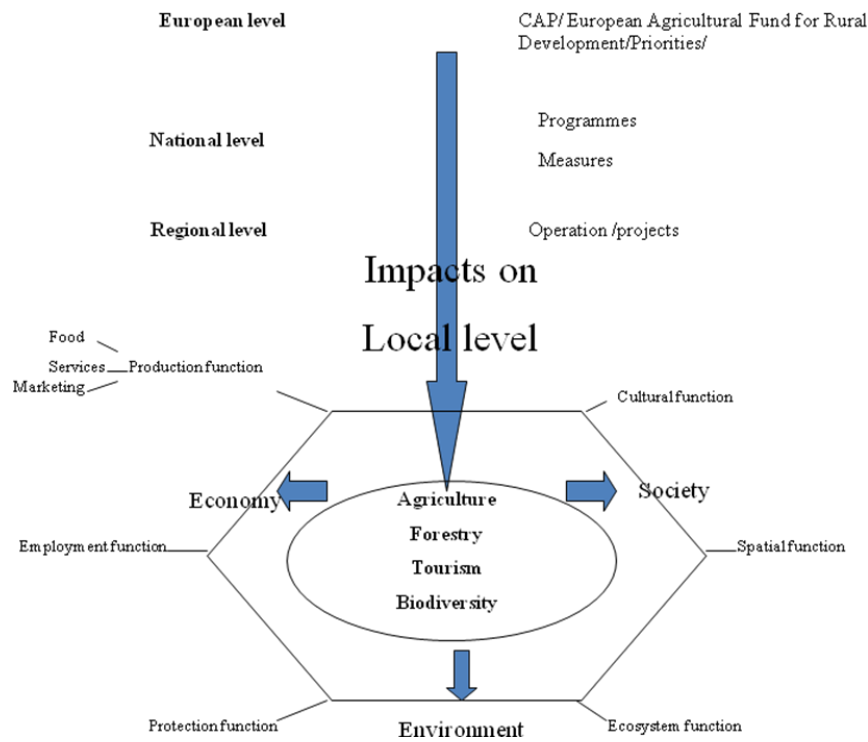 European level
CAP/ European Agricultural Fund for Rural
Development/Priorities/
Programmes
National level
Measures
Regional level
Operation /projects
Impacts on
Local level
Food
Services
Production function
Marketing
Cultural function
Economy
Society
Agriculture
Forestry
Tourism
Biodiversity
Employment function
Spatial function
Protection function
Environment
Ecosystem function